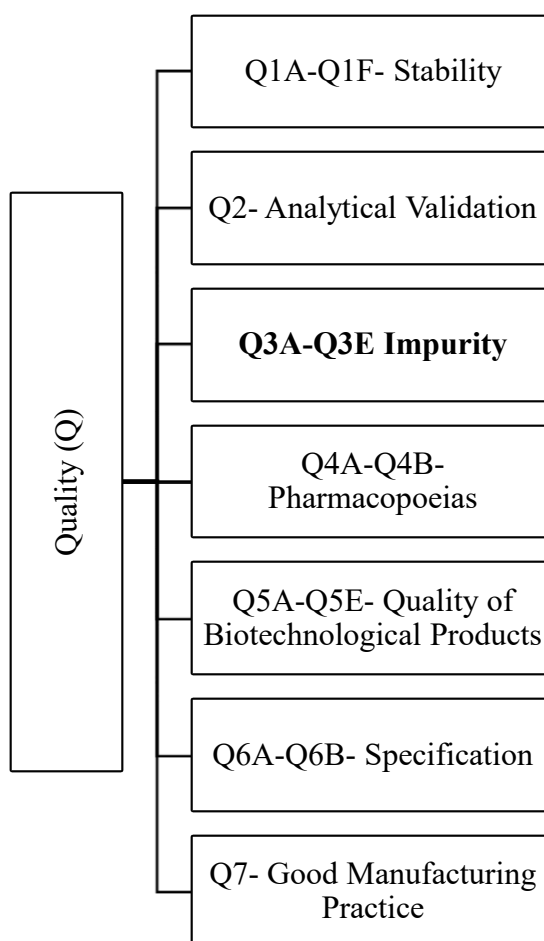 Quality (Q)
Q1A-Q1F- Stability
Q2- Analytical Validation
Q3A-Q3E Impurity
Q4A-Q4B-
Pharmacopoeias
Q5A-Q5E- Quality of
Biotechnological Products
Q6A-Q6B- Specification
Q7- Good Manufacturing
Practice